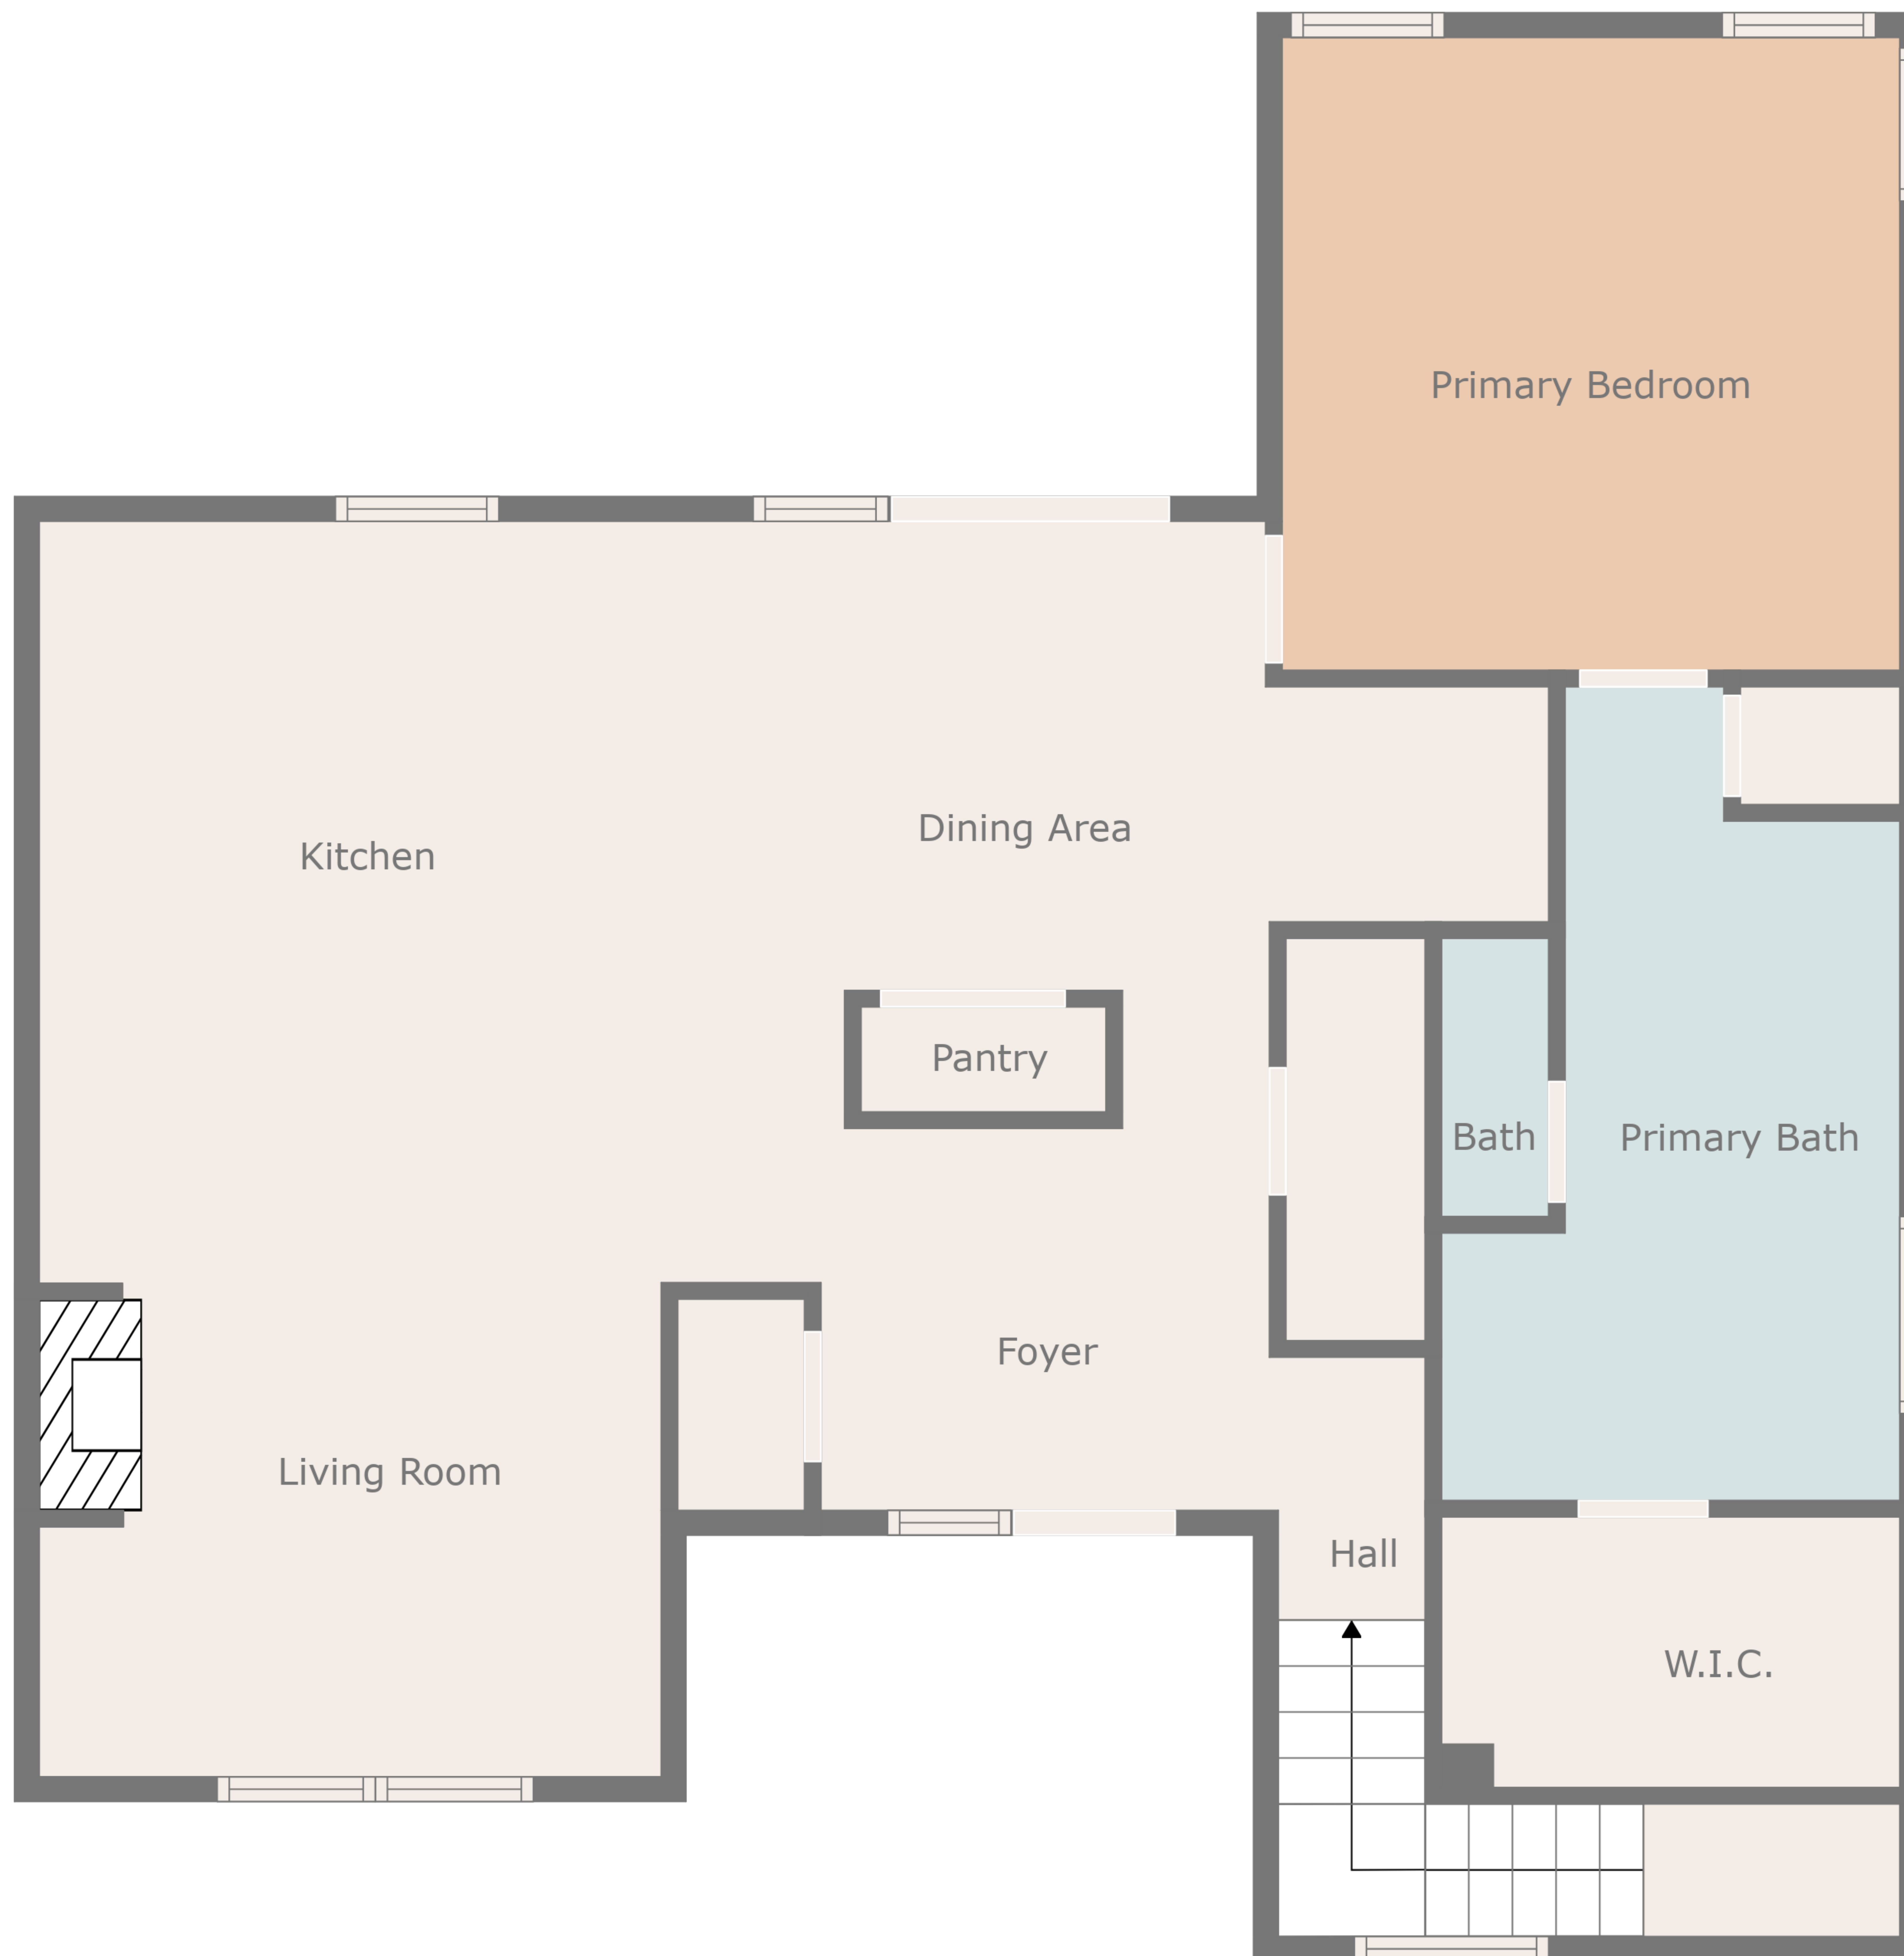 Primary Bedroom
Dining Area
Kitchen
Pantry
Bath
Primary Bath
Foyer
Living Room
Hall
W.I.C.